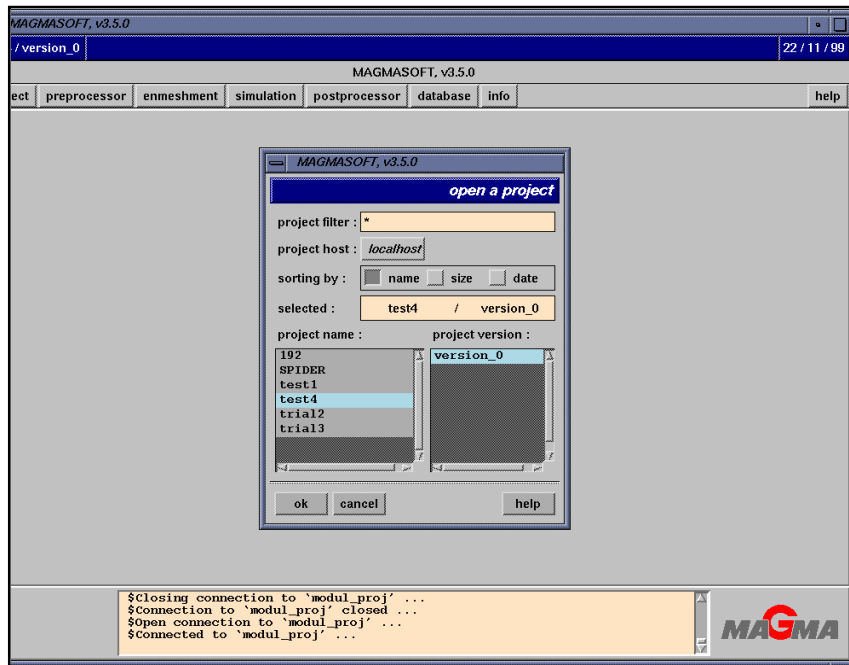 MAGMASOFT, v3.5.0
/ version_0 22 / 11 / 99
MAGMASOFT, v3.5.0
ect preprocessor enmeshment simulation postprocessor database info help
MAGMASOFT, v3.5.0
open a project
project filter : *
project host : localhost
sorting by : name size date
selected : test4 / version_0
project name : project version :
192 version_0
SPIDER
test1
test4
trial2
trial3
ok cancel help
$Closing connection to `modul_proj' ...
$Connection to `modul_proj' closed ...
$Open connection to `modul_proj' ...
$Connected to `modul_proj' ...
MAGMA